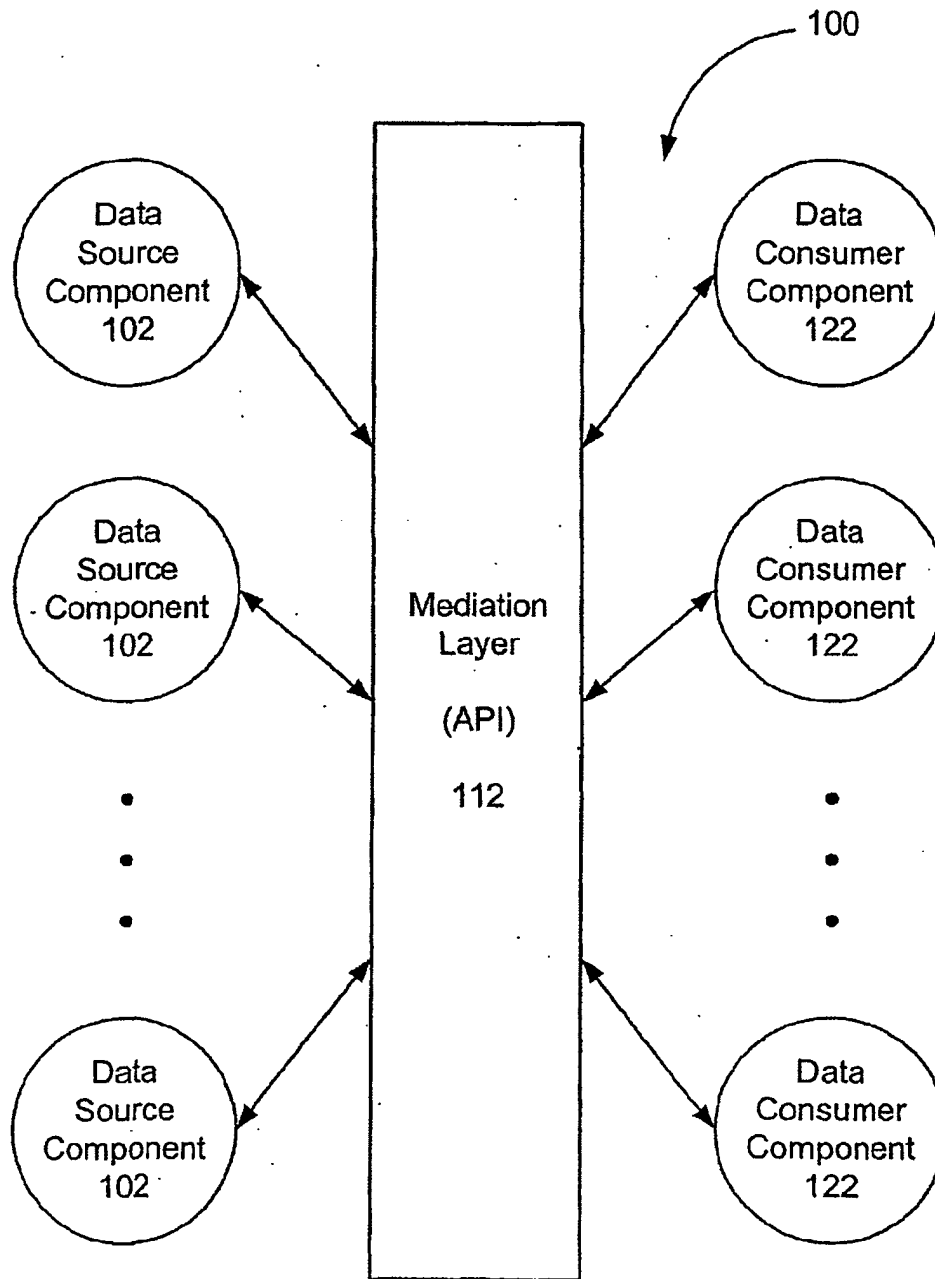 100
Data
Source
Component
102
Data
Consumer
Component
122
Data
Source
Component
102
Mediation
Layer
(API)
112
Data
Consumer
Component
122
Data
Source
Component
102
Data
Consumer
Component
122